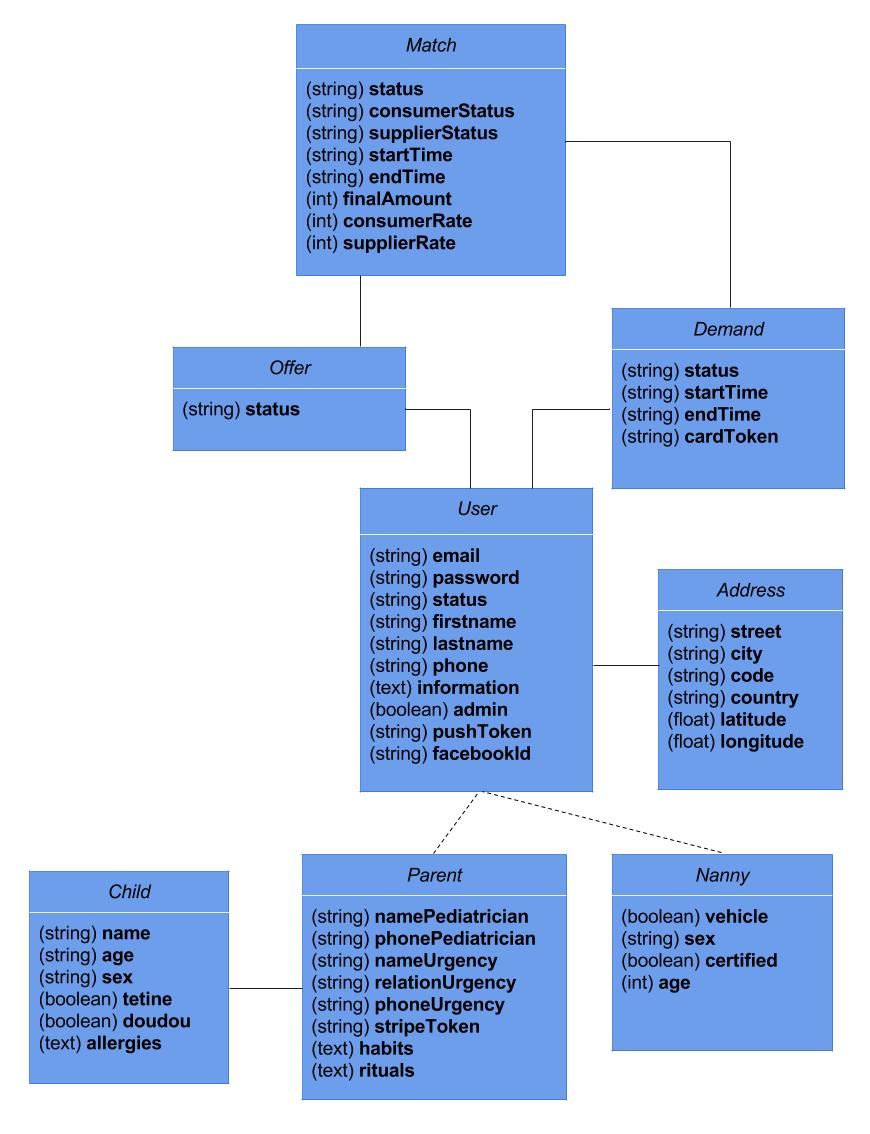 Match
(string) status
(string) consumerStatus
(string) supplierStatus
(string) startTime
(string) endTime
(int) finalAmount
(int) consumerRate
(int) supplierRate
Offer
(string) status
Demand
(string) status
(string) startTime
(string) endTime
(string) cardToken
User
(string) email
(string) password
(string) status
(string) firstname
(string) lastname
(string) phone
(text) information
(boolean) admin
(string) pushToken
(string) facebookId
Address
(string) street
(string) city
(string) code
(string) country
(float) latitude
(float) longitude
Child
(string) name
(string) age
(string) sex
(boolean) tetine
(boolean) doudou
(text) allergies
Parent
(string) namePediatrician
(string) phonePediatrician
(string) nameUrgency
(string) relationUrgency
(string) phoneUrgency
(string) stripeToken
(text) habits
(text) rituals
Nanny
(boolean) vehicle
(string) sex
(boolean) certified
(int) age